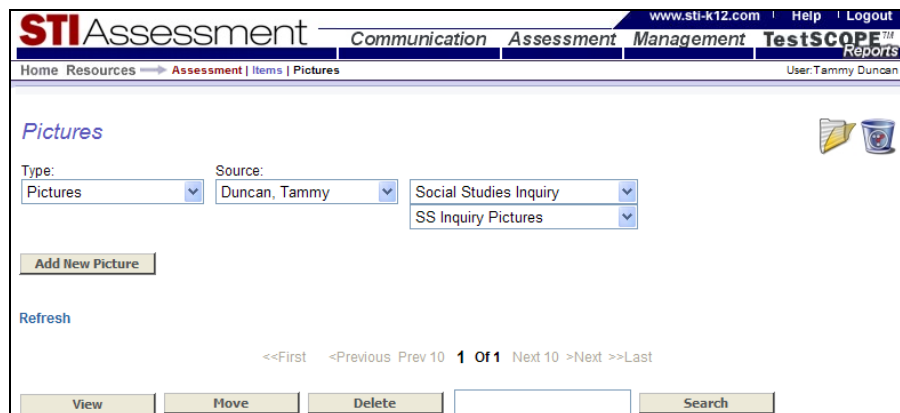 www.sti-k12.com | Help | Logout
STIAssessment
Communication Assessment Management TestSCOPE™ Reports
Home Resources Assessment | Items | Pictures User:Tammy Duncan
Pictures
Type: Source:
Pictures Duncan, Tammy Social Studies Inquiry
SS Inquiry Pictures
Add New Picture
Refresh
<<First <Previous Prev 10 1 Of 1 Next 10 >Next >>Last
View Move Delete Search